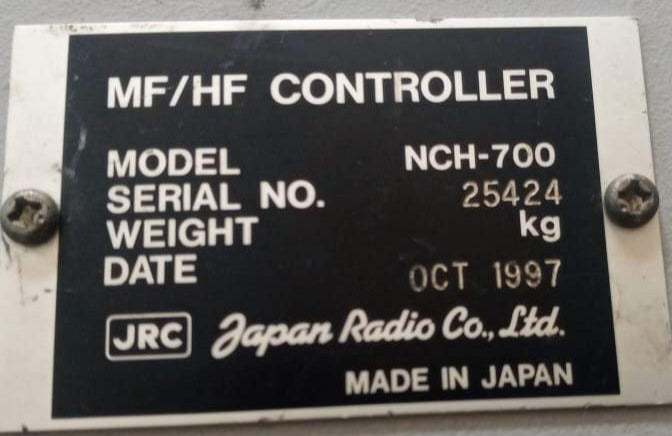 MF/HF CONTROLLER
MODEL NCH-700
SERIAL NO. 25424
WEIGHT kg
DATE OCT 1997
JRC Japan Radio Co., Ltd.
MADE IN JAPAN